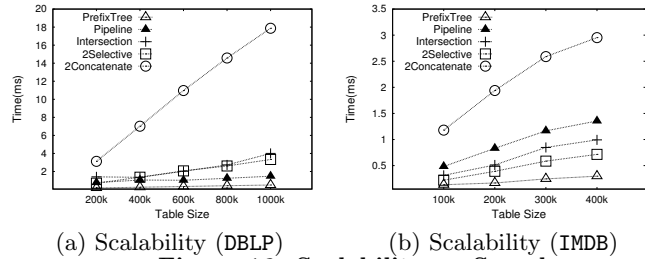 PrefixTree
Pipeline
Intersection
2Selective
2Concatenate
Time(ms)
20
18
16
14
12
10
8
6
4
2
200k 400k 600k 800k 1000k
Table Size
(a) Scalability (DBLP)
PrefixTree
Pipeline
Intersection
2Selective
2Concatenate
Time(ms)
3.5
3
2.5
2
1.5
1
0.5
100k 200k 300k 400k
Table Size
(b) Scalability (IMDB)